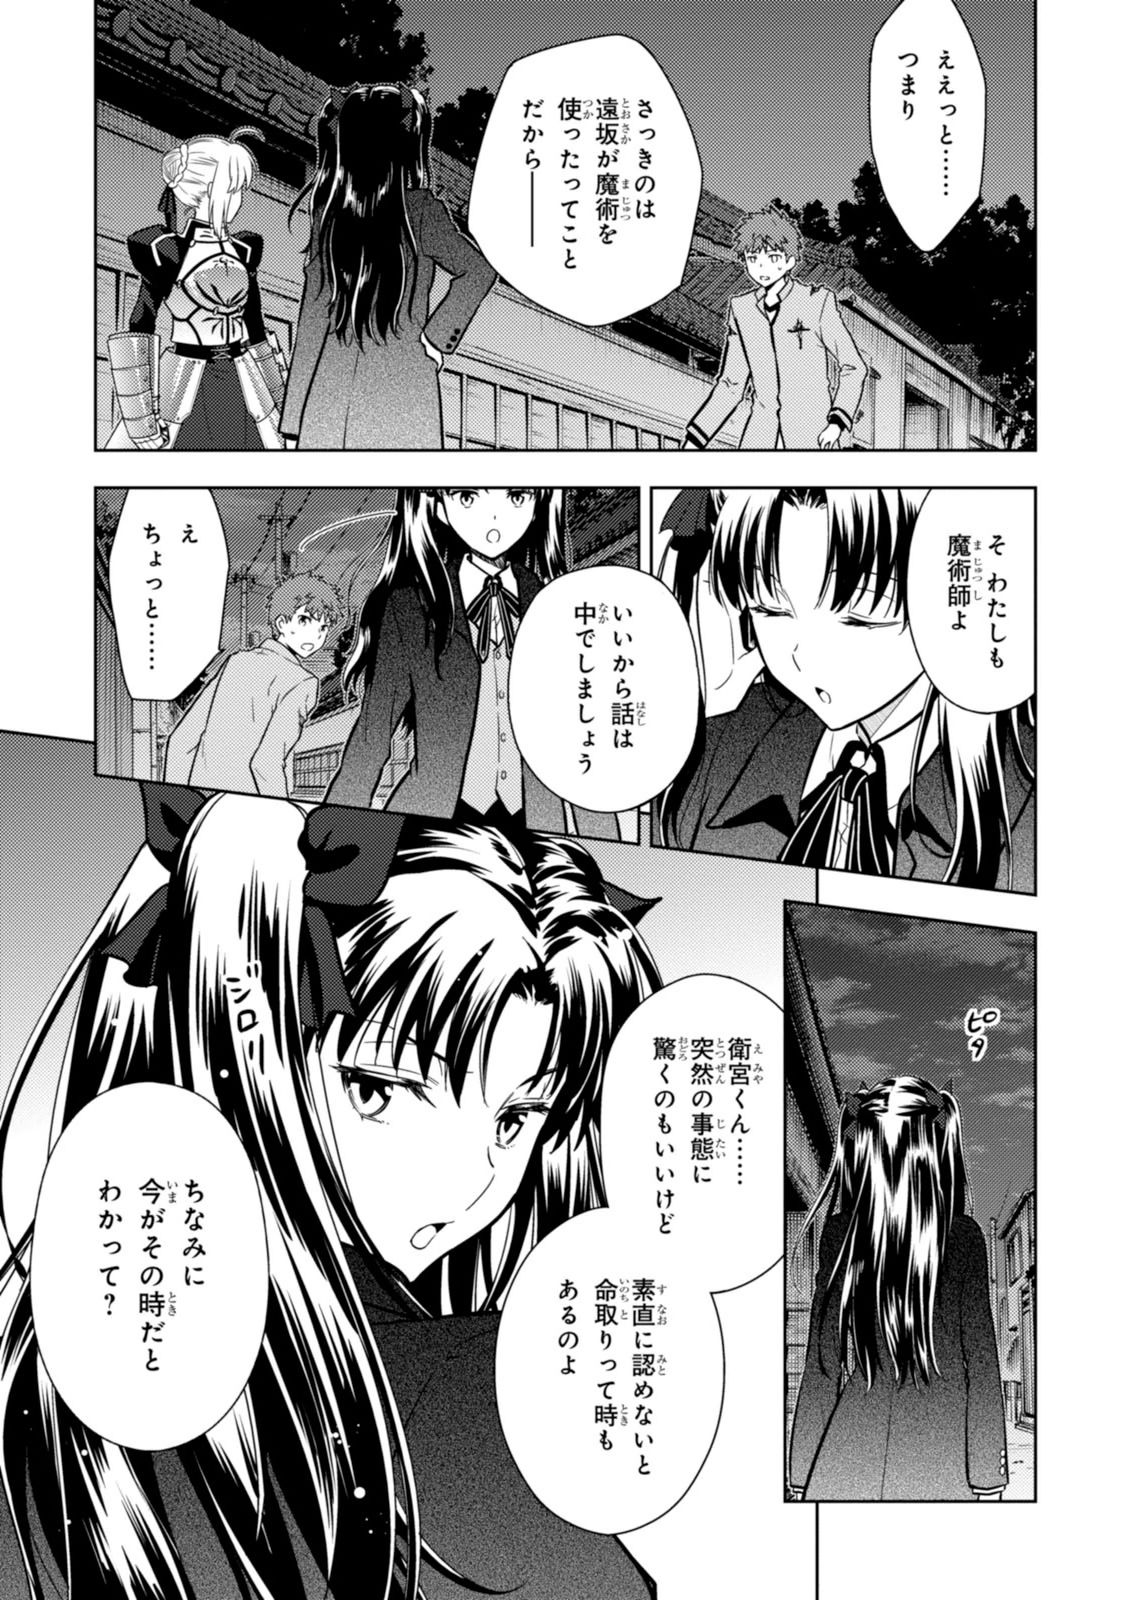 ええっと……
つまり
さっきのは
遠坂が魔術を
使ったってこと
だから――
そ わたしも
魔術師よ
いいから話は
中でしましょう
え
ちょっと……
ピタ
衛宮くん……
突然の事態に
驚くのもいいけど
素直に認めないと
命取りって時も
あるのよ
ジロリ
ちなみに
今がその時だと
わかって？